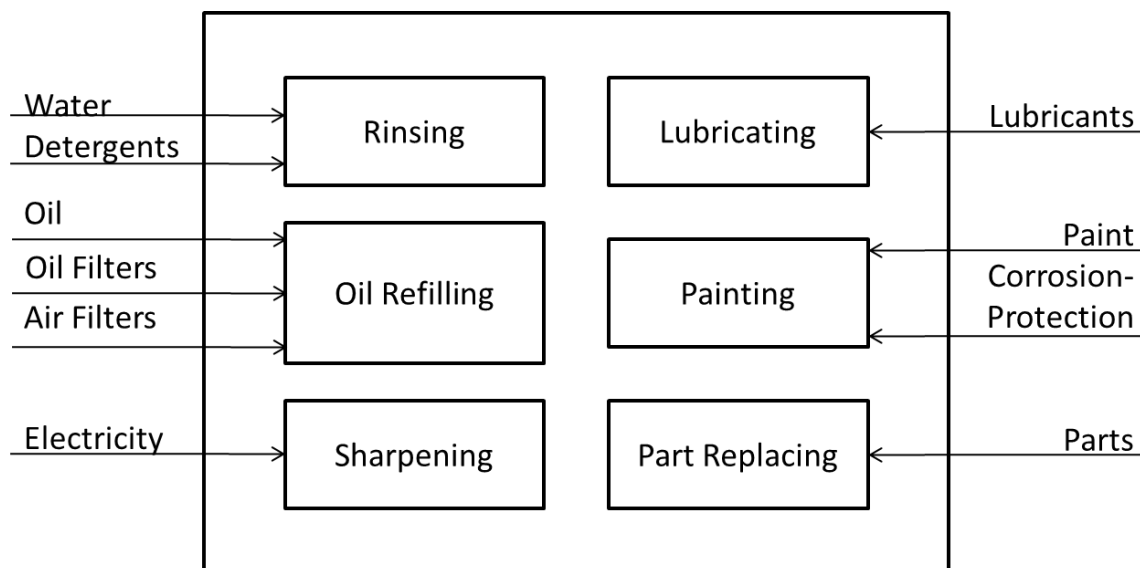 Water
Detergents
Oil
Oil Filters
Air Filters
Electricity
Rinsing
Oil Refilling
Sharpening
Lubricating
Painting
Part Replacing
Lubricants
Paint
Corrosion-
Protection
Parts